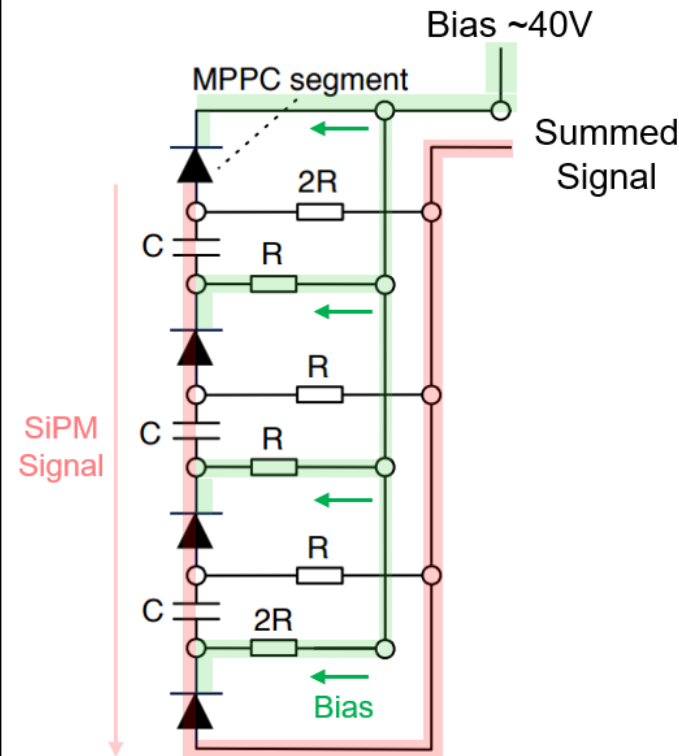 Bias ~40V
MPPC segment
Summed
Signal
2R
C
R
R
SiPM
Signal
C
R
R
C
2R
Bias